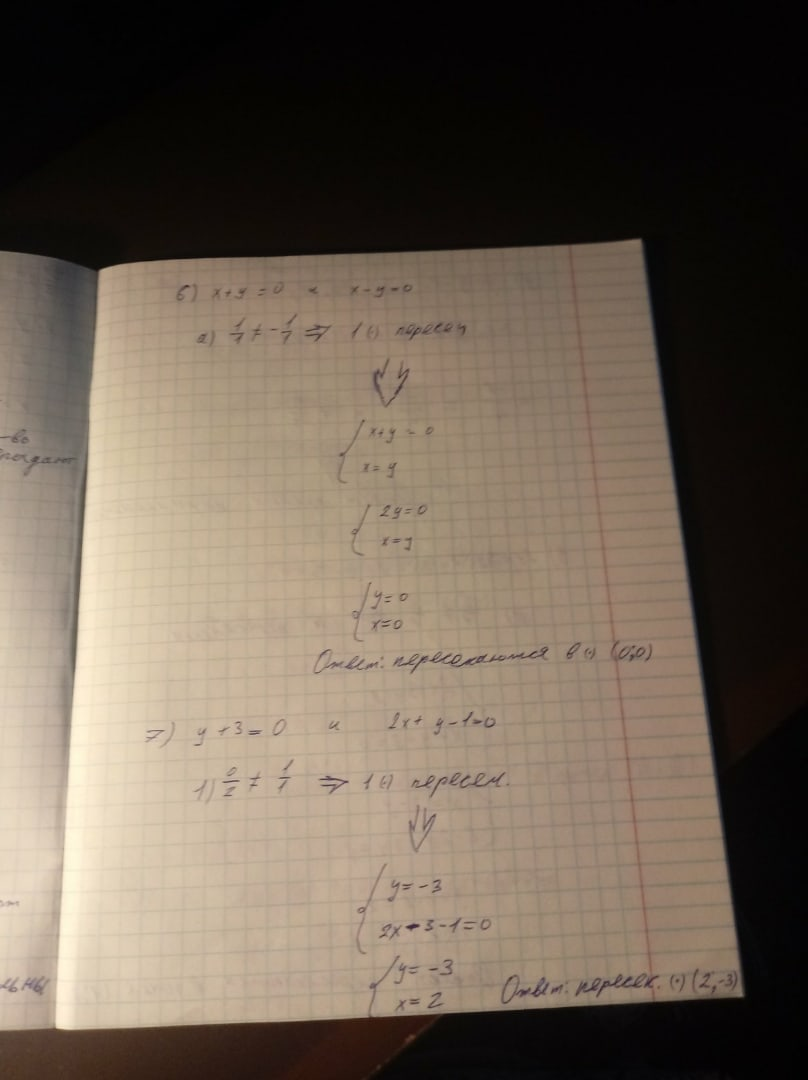 6) x+y=0 и x-y=0
a) 1/1 ≠ -1/1 ⇒ 1(·) пересеч
{ x+y=0
x=y
{ 2y=0
x=y
{ y=0
x=0
Ответ: пересекаются в (·) (0;0)
7) y+3=0 и 2x+y-1=0
1) 0/2 ≠ 1/1 ⇒ 1(·) пересеч.
{ y=-3
2x-3-1=0
{ y=-3
x=2
Ответ: пересек. (·) (2,-3)